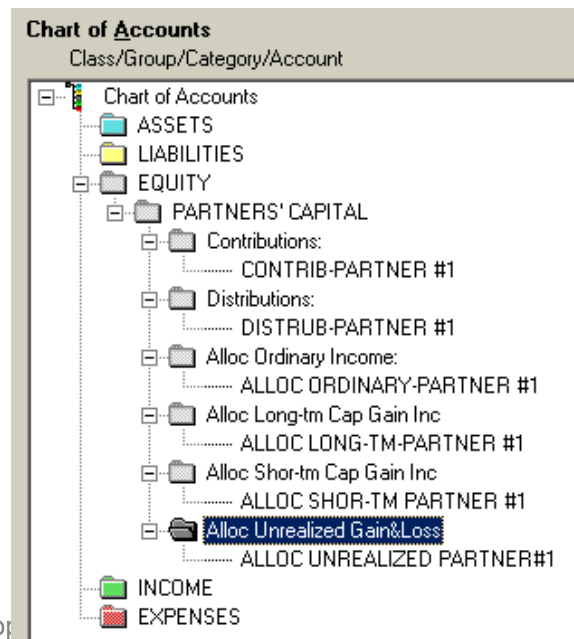 Chart of Accounts
Class/Group/Category/Account
Chart of Accounts
ASSETS
LIABILITIES
EQUITY
PARTNERS' CAPITAL
Contributions:
CONTRIB-PARTNER #1
Distributions:
DISTRUB-PARTNER #1
Alloc Ordinary Income:
ALLOC ORDINARY-PARTNER #1
Alloc Long-tm Cap Gain Inc
ALLOC LONG-TM-PARTNER #1
Alloc Shor-tm Cap Gain Inc
ALLOC SHOR-TM PARTNER #1
Alloc Unrealized Gain&Loss
ALLOC UNREALIZED PARTNER#1
INCOME
EXPENSES